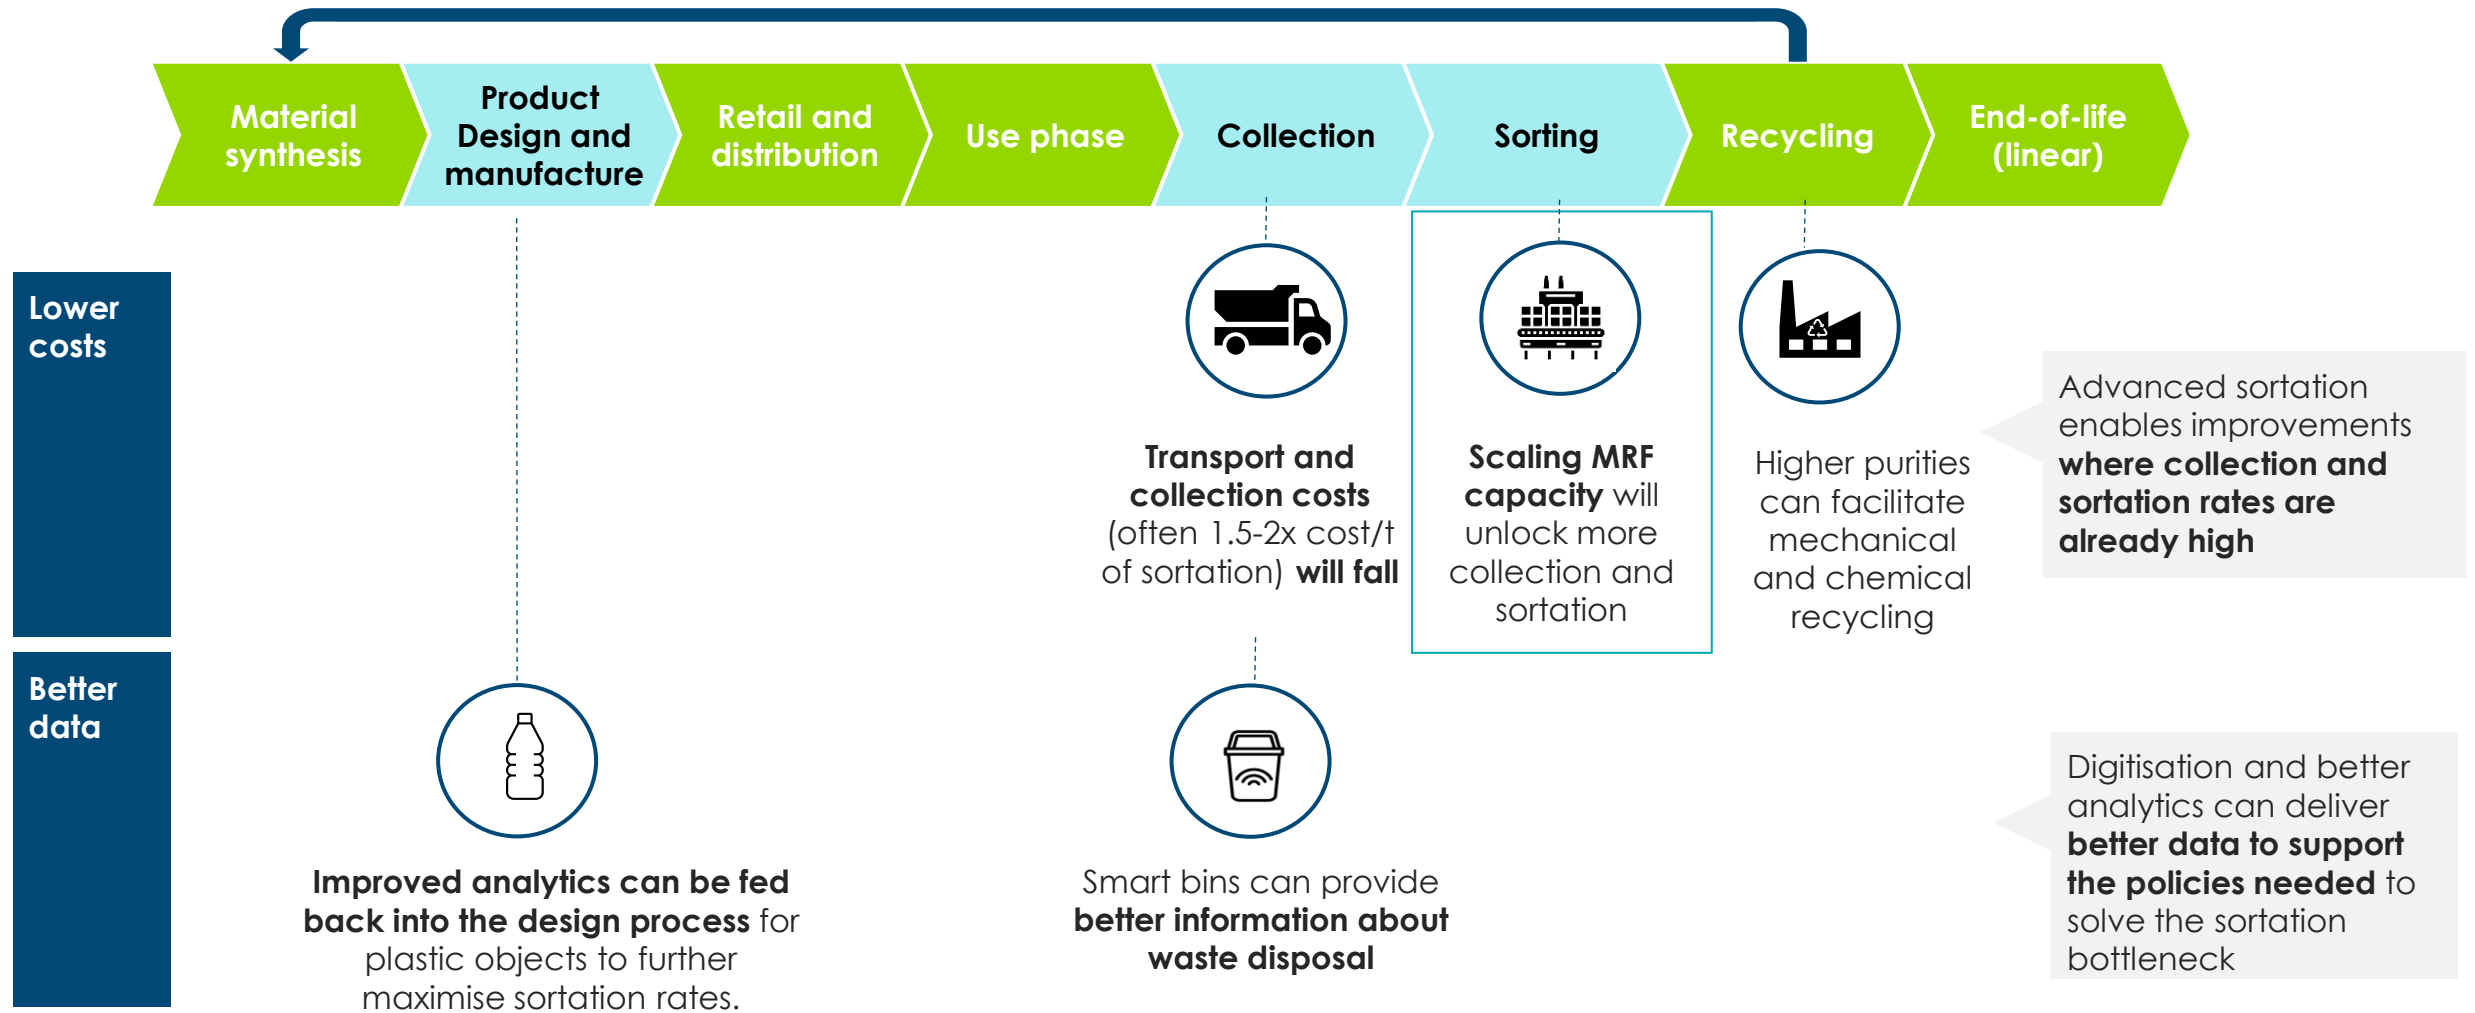 Material
synthesis
Product
Design and
manufacture
Retail and
distribution
Use phase
Collection
Sorting
Recycling
End-of-life
(linear)
Lower
costs
Transport and
collection costs
(often 1.5-2x cost/t
of sortation) will fall
Scaling MRF
capacity will
unlock more
collection and
sortation
Higher purities
can facilitate
mechanical
and chemical
recycling
Advanced sortation
enables improvements
where collection and
sortation rates are
already high
Better
data
Improved analytics can be fed
back into the design process for
plastic objects to further
maximise sortation rates.
Smart bins can provide
better information about
waste disposal
Digitisation and better
analytics can deliver
better data to support
the policies needed to
solve the sortation
bottleneck